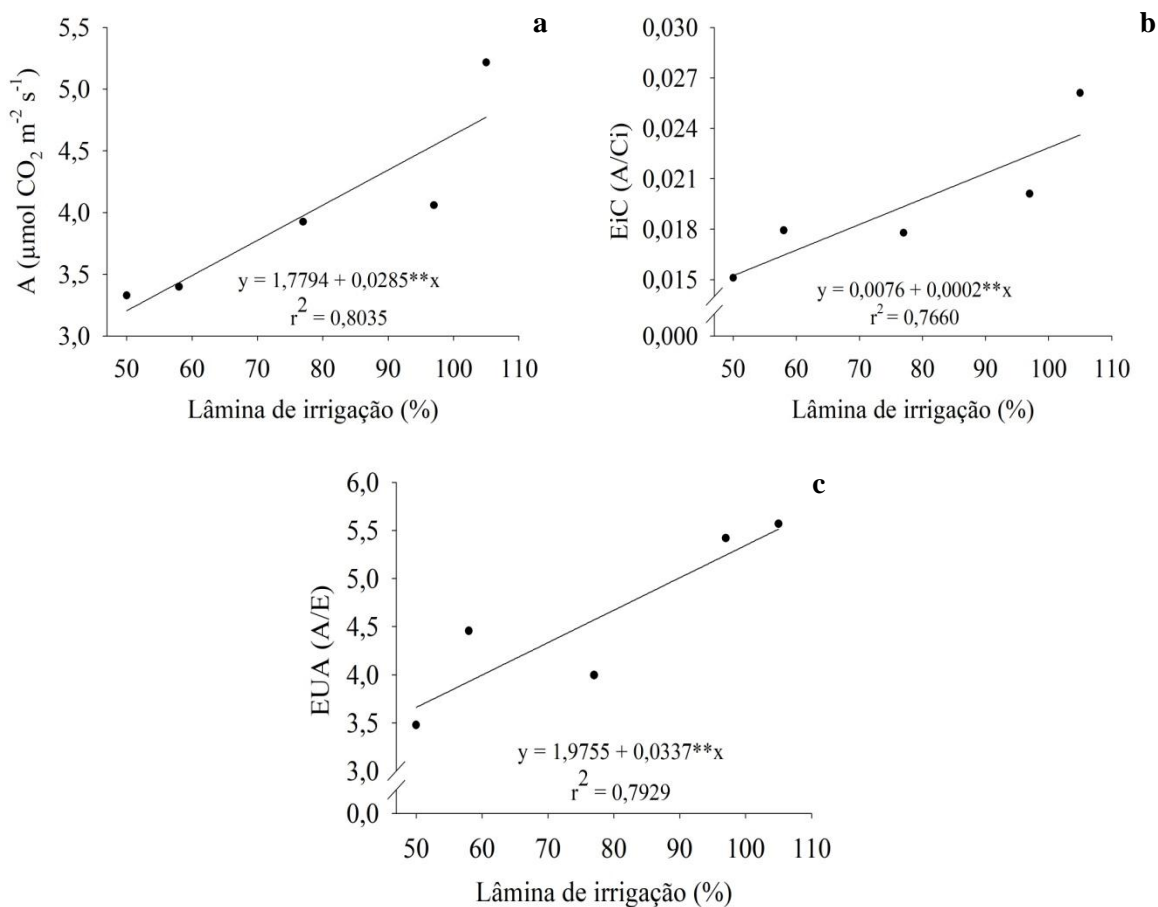 a
5,5
5,0
4,5
4,0
3,5
3,0
A (µmol CO₂ m⁻² s⁻¹)
y = 1,7794 + 0,0285**x
r² = 0,8035
50 60 70 80 90 100 110
Lâmina de irrigação (%)
b
0,030
0,027
0,024
0,021
0,018
0,015
0,000
EiC (A/Ci)
y = 0,0076 + 0,0002**x
r² = 0,7660
50 60 70 80 90 100 110
Lâmina de irrigação (%)
c
6,0
5,5
5,0
4,5
4,0
3,5
3,0
0,0
EUA (A/E)
y = 1,9755 + 0,0337**x
r² = 0,7929
50 60 70 80 90 100 110
Lâmina de irrigação (%)